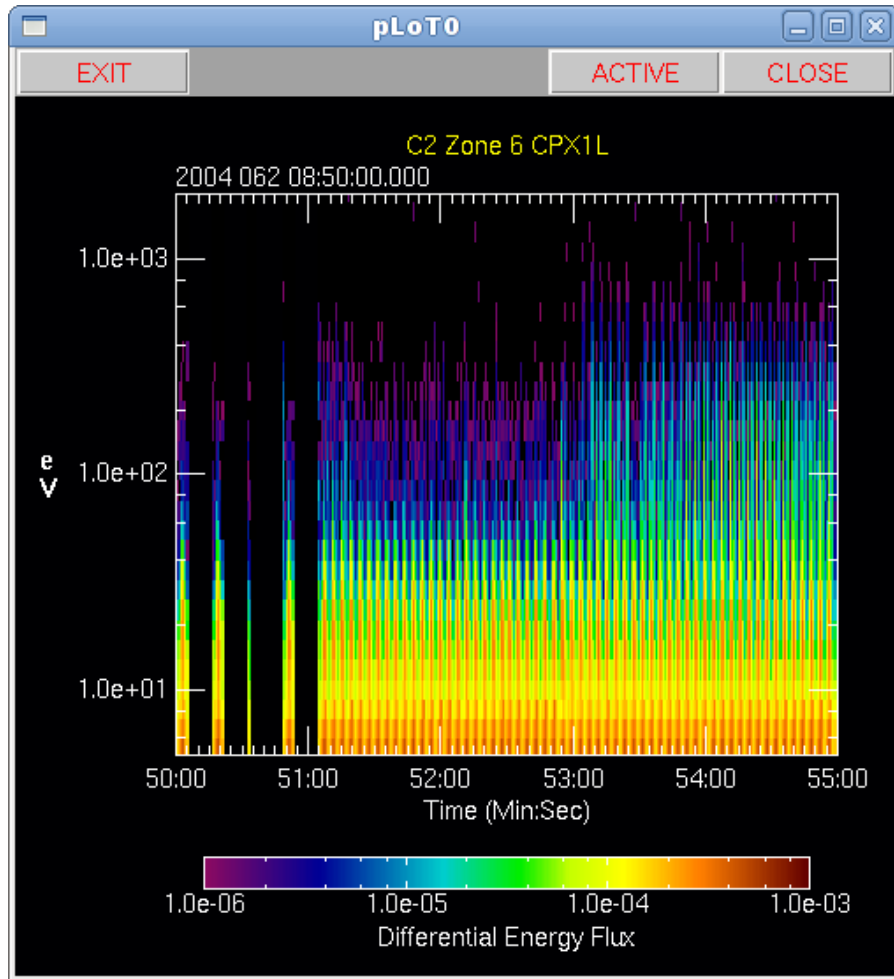 pLoT0
EXIT ACTIVE CLOSE
C2 Zone 6 CPX1L
2004 062 08:50:00.000
1.0e+03
eV
1.0e+02
1.0e+01
50:00 51:00 52:00 53:00 54:00 55:00
Time (Min:Sec)
1.0e-06 1.0e-05 1.0e-04 1.0e-03
Differential Energy Flux